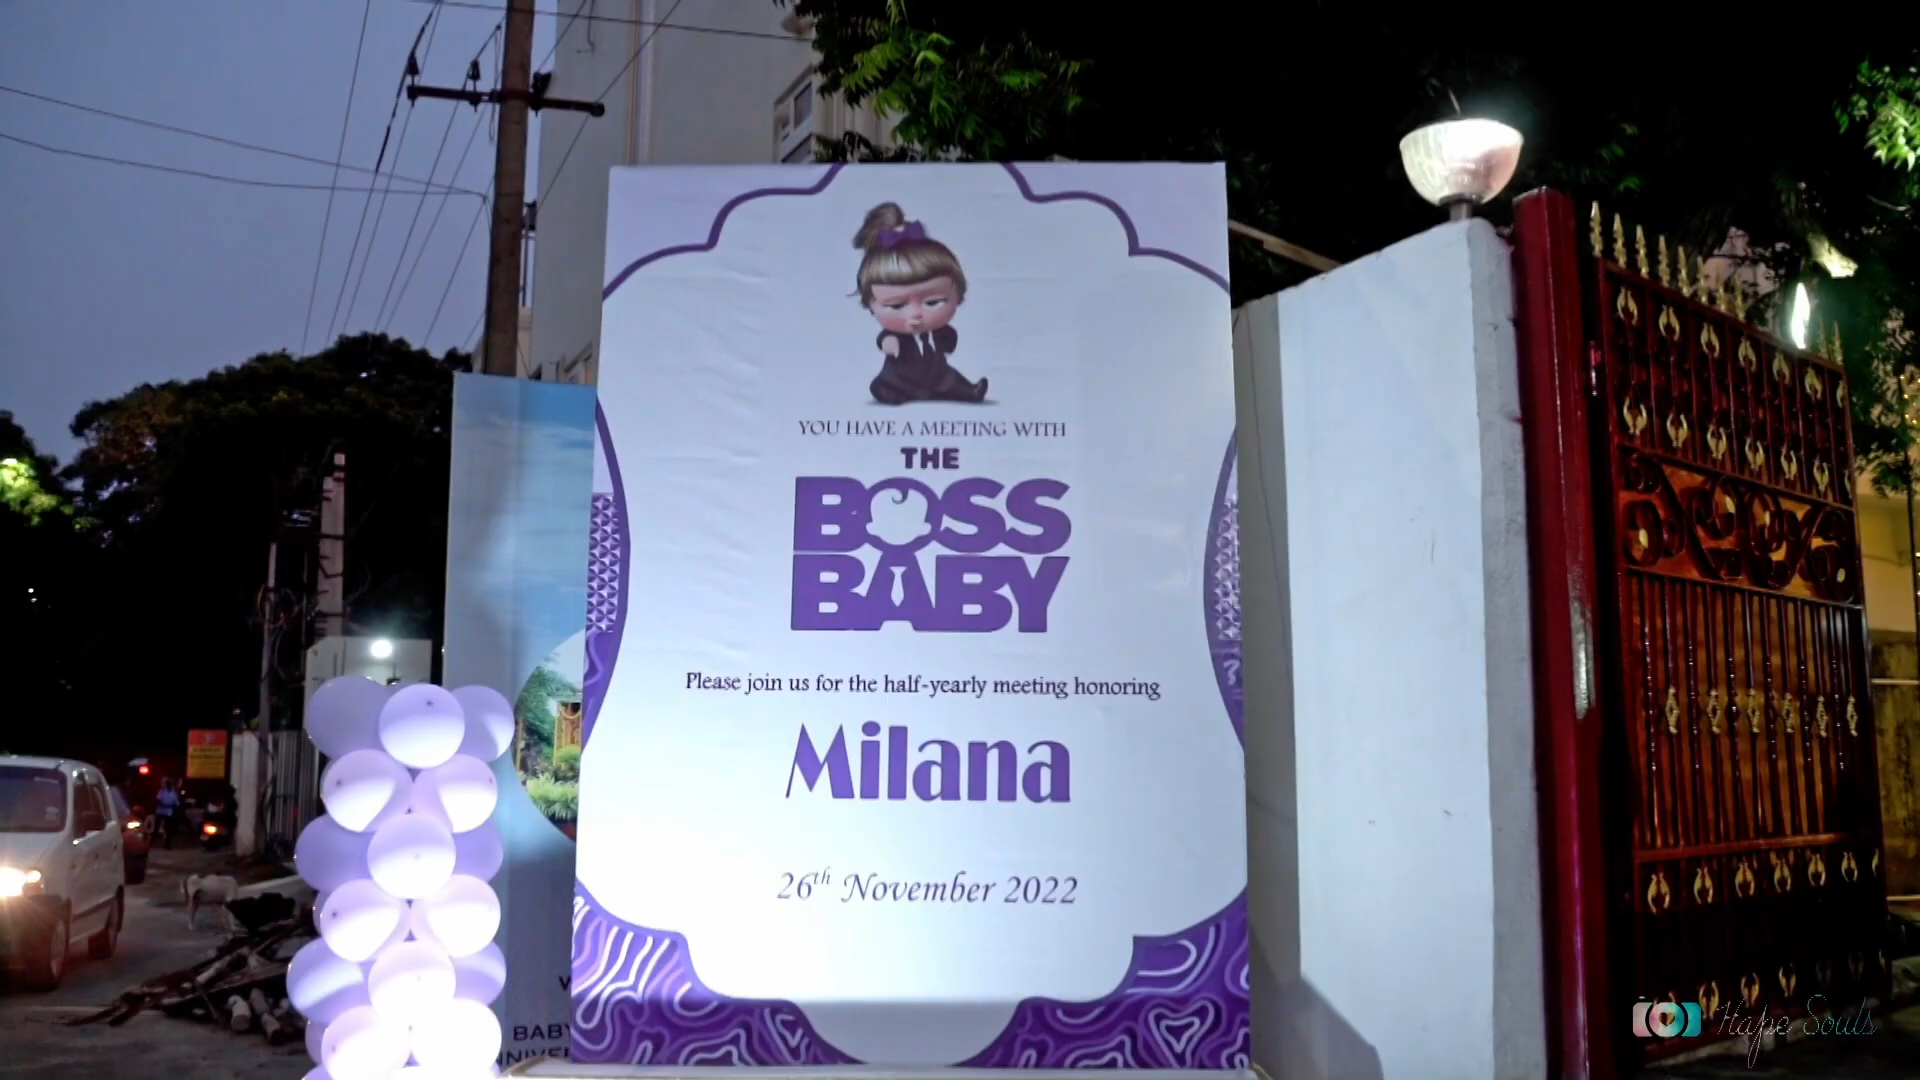 YOU HAVE A MEETING WITH
THE
BOSS
BABY
Please join us for the half-yearly meeting honoring
Milana
26th November 2022
BABY
Hape Souls